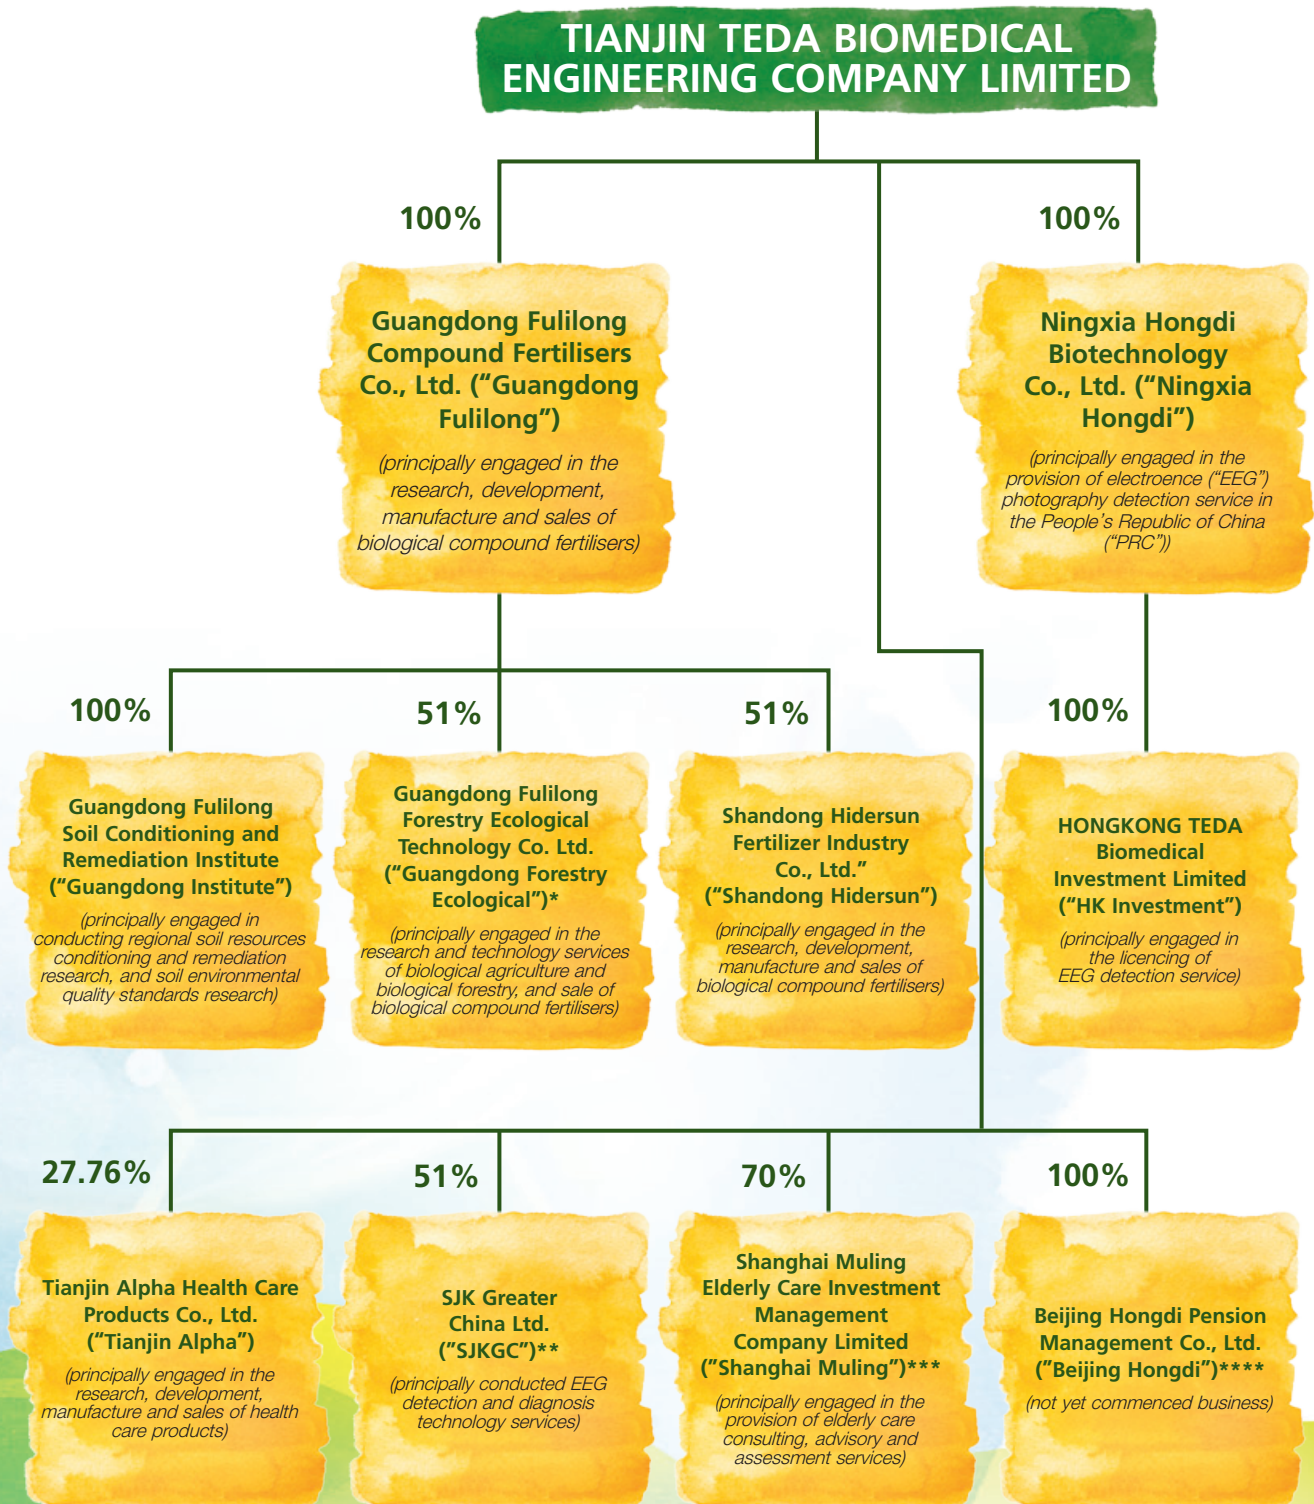 TIANJIN TEDA BIOMEDICAL
ENGINEERING COMPANY LIMITED
100%
100%
Guangdong Fulilong
Compound Fertilisers
Co., Ltd. (“Guangdong
Fulilong”)
(principally engaged in the
research, development,
manufacture and sales of
biological compound fertilisers)
Ningxia Hongdi
Biotechnology
Co., Ltd. (“Ningxia
Hongdi”)
(principally engaged in the
provision of electroence (“EEG”)
photography detection service in
the People’s Republic of China
(“PRC”))
100%
51%
51%
100%
Guangdong Fulilong
Soil Conditioning and
Remediation Institute
(“Guangdong Institute”)
(principally engaged in
conducting regional soil resources
conditioning and remediation
research, and soil environmental
quality standards research)
Guangdong Fulilong
Forestry Ecological
Technology Co. Ltd.
(“Guangdong Forestry
Ecological”)*
(principally engaged in the
research and technology services
of biological agriculture and
biological forestry, and sale of
biological compound fertilisers)
Shandong Hidersun
Fertilizer Industry
Co., Ltd.”
(“Shandong Hidersun”)
(principally engaged in the
research, development,
manufacture and sales of
biological compound fertilisers)
HONGKONG TEDA
Biomedical
Investment Limited
(“HK Investment”)
(principally engaged in
the licencing of
EEG detection service)
27.76%
51%
70%
100%
Tianjin Alpha Health Care
Products Co., Ltd.
(“Tianjin Alpha”)
(principally engaged in the
research, development,
manufacture and sales of health
care products)
SJK Greater
China Ltd.
(”SJKGC”)**
(principally conducted EEG
detection and diagnosis
technology services)
Shanghai Muling
Elderly Care Investment
Management
Company Limited
(”Shanghai Muling”)***
(principally engaged in the
provision of elderly care
consulting, advisory and
assessment services)
Beijing Hongdi Pension
Management Co., Ltd.
(”Beijing Hongdi”)****
(not yet commenced business)